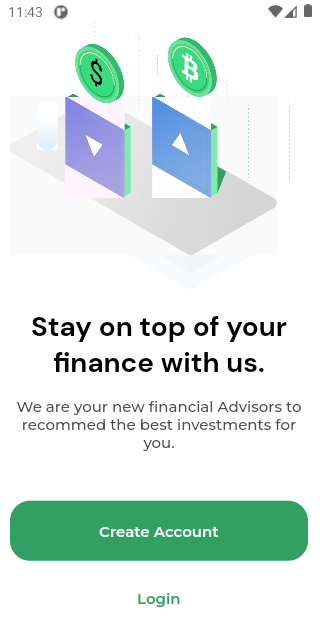 11:43
Stay on top of your
finance with us.
We are your new financial Advisors to
recommed the best investments for
you.
Create Account
Login